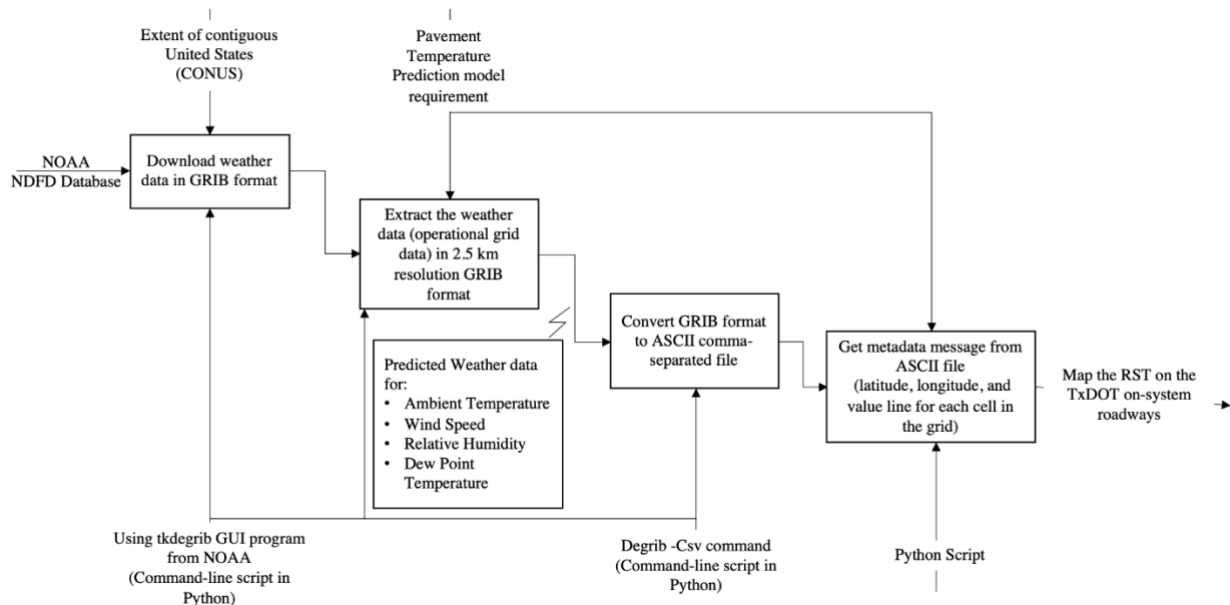 Extent of contiguous
United States
(CONUS)
Pavement
Temperature
Prediction model
requirement
NOAA
NDFD Database
Download weather
data in GRIB format
Extract the weather
data (operational grid
data) in 2.5 km
resolution GRIB
format
Convert GRIB format
to ASCII comma-
separated file
Get metadata message from
ASCII file
(latitude, longitude, and
value line for each cell in
the grid)
Map the RST on the
TxDOT on-system
roadways
Predicted Weather data
for:
• Ambient Temperature
• Wind Speed
• Relative Humidity
• Dew Point
Temperature
Using tkdegrib GUI program
from NOAA
(Command-line script in
Python)
Degrib -Csv command
(Command-line script in
Python)
Python Script